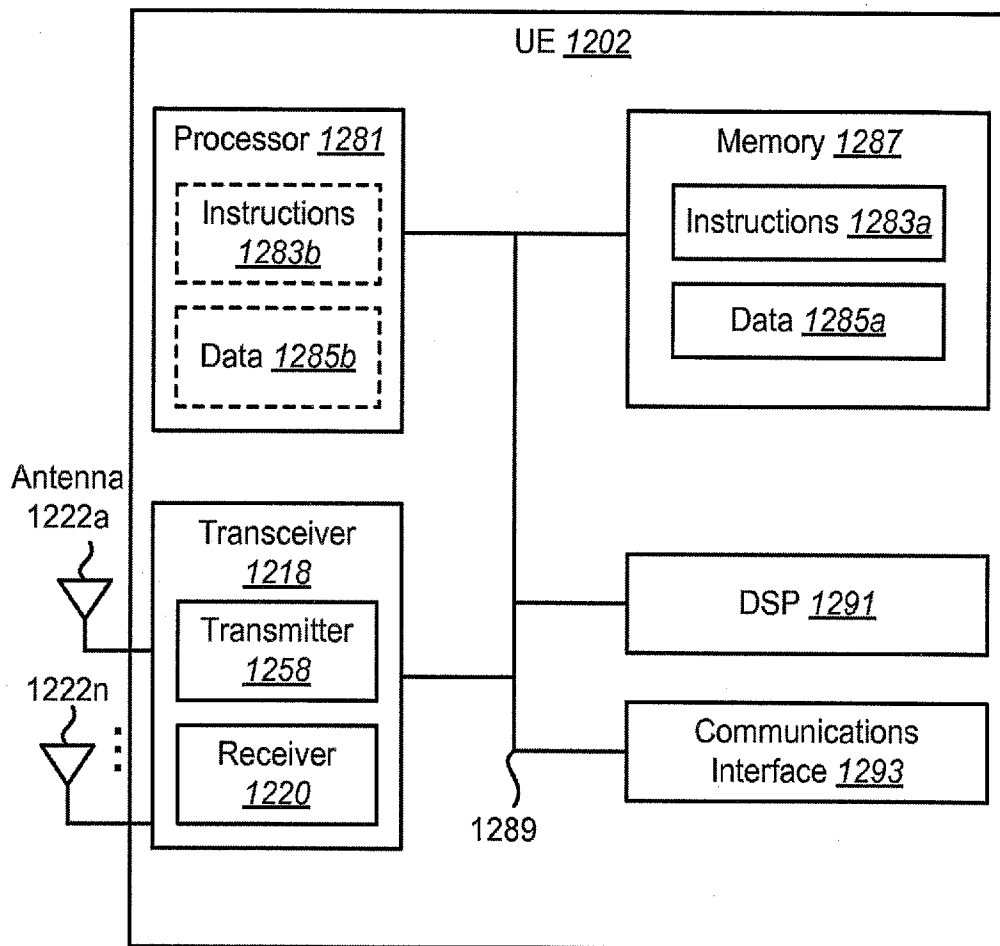 UE 1202
Processor 1281
Instructions
1283b
Data 1285b
Memory 1287
Instructions 1283a
Data 1285a
Antenna
1222a
1222n
Transceiver
1218
Transmitter
1258
Receiver
1220
DSP 1291
Communications
Interface 1293
1289